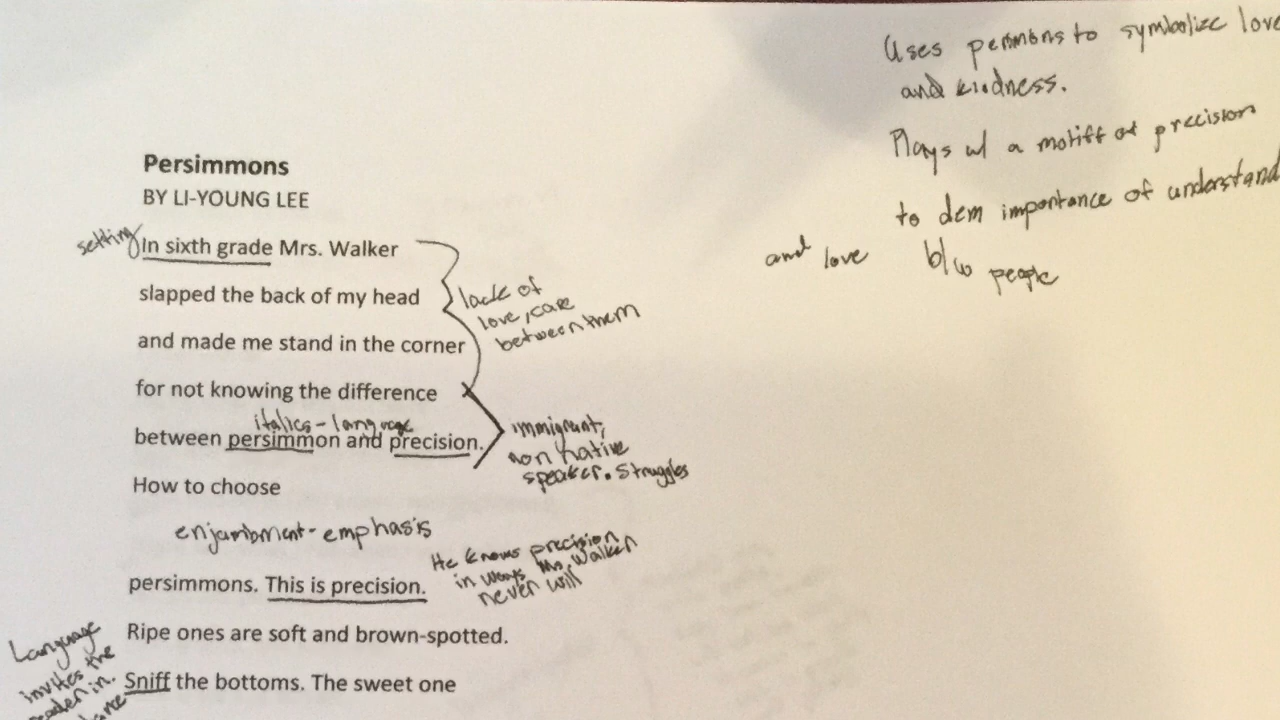 Uses permons to symbolize love
and kindness.
Plays w/ a motiff of precision
to dem importance of understand
and love b/w people
Persimmons
BY LI-YOUNG LEE
setting
In sixth grade Mrs. Walker
slapped the back of my head
lack of
love, care
between them
and made me stand in the corner
for not knowing the difference
italics - language
between persimmon and precision.
immigrant,
non native
speaker. Struggles
How to choose
enjambment - emphasis
He knows precision
in ways Ms. Walker
never will
persimmons. This is precision.
Ripe ones are soft and brown-spotted.
Language
invites the
in.
Sniff the bottoms. The sweet one